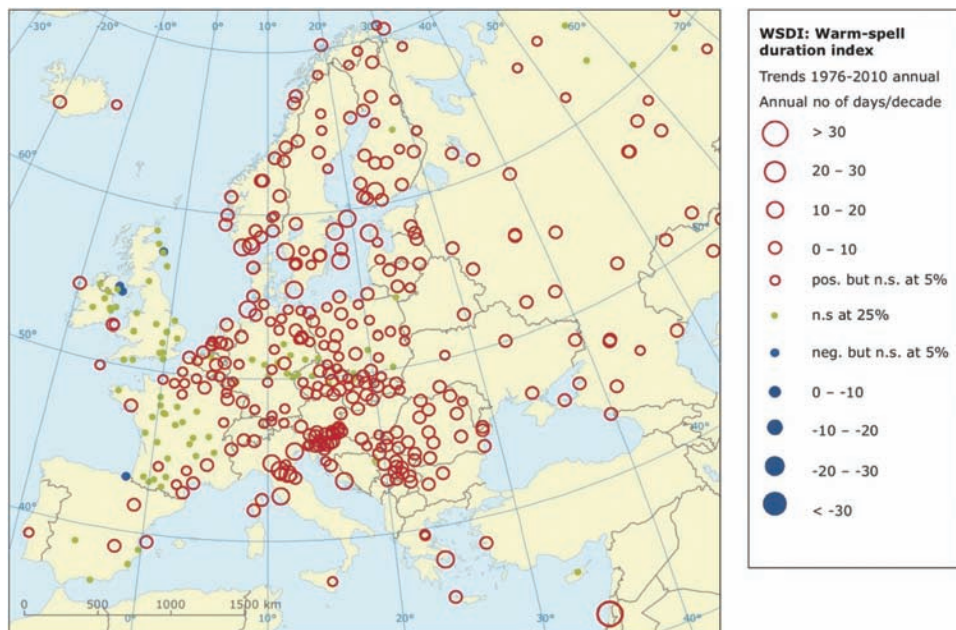 -30° -20° -10° 0° 10° 20° 30° 40° 50° 60° 70°
60°
50°
50°
40°
40°
0 500 1000 1500 km
0° 10° 20° 30° 40°
WSDI: Warm-spell
duration index
Trends 1976-2010 annual
Annual no of days/decade
> 30
20 – 30
10 – 20
0 – 10
pos. but n.s. at 5%
n.s at 25%
neg. but n.s. at 5%
0 – -10
-10 – -20
-20 – -30
< -30